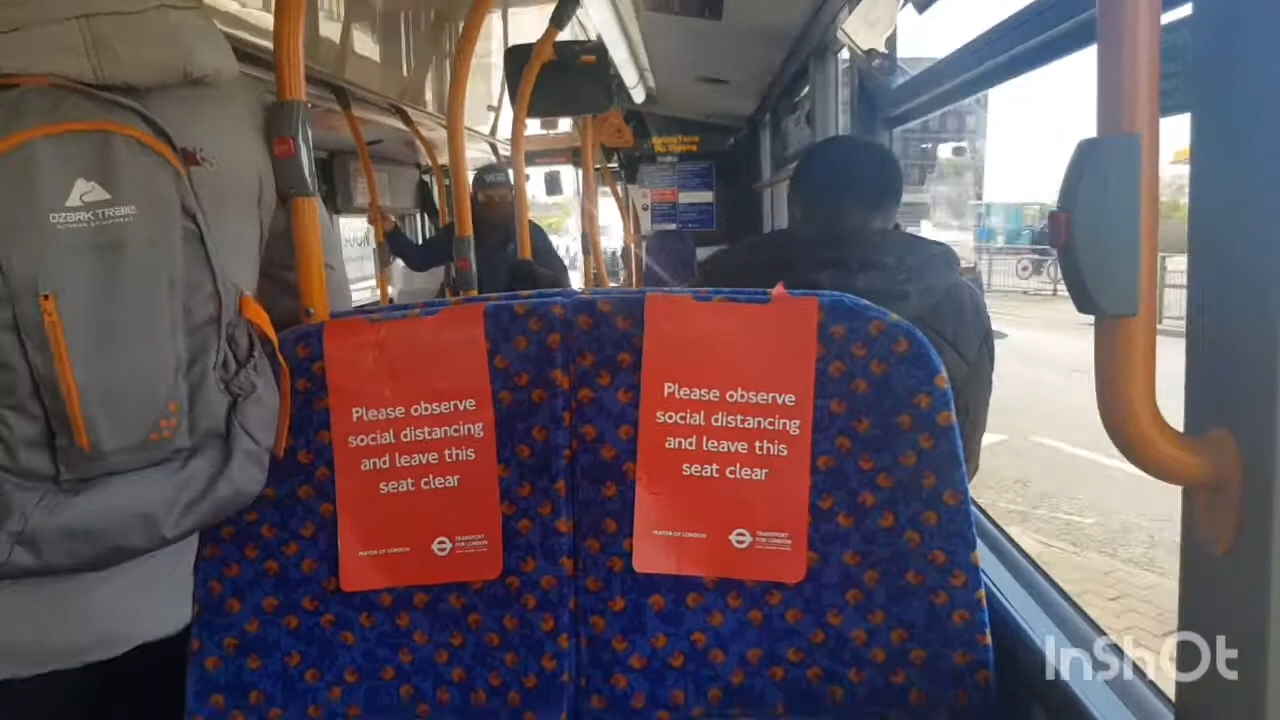 OZARK TRAIL
Please observe
social distancing
and leave this
seat clear
MAYOR OF LONDON
TRANSPORT
FOR LONDON
Please observe
social distancing
and leave this
seat clear
MAYOR OF LONDON
TRANSPORT
FOR LONDON
InShOt